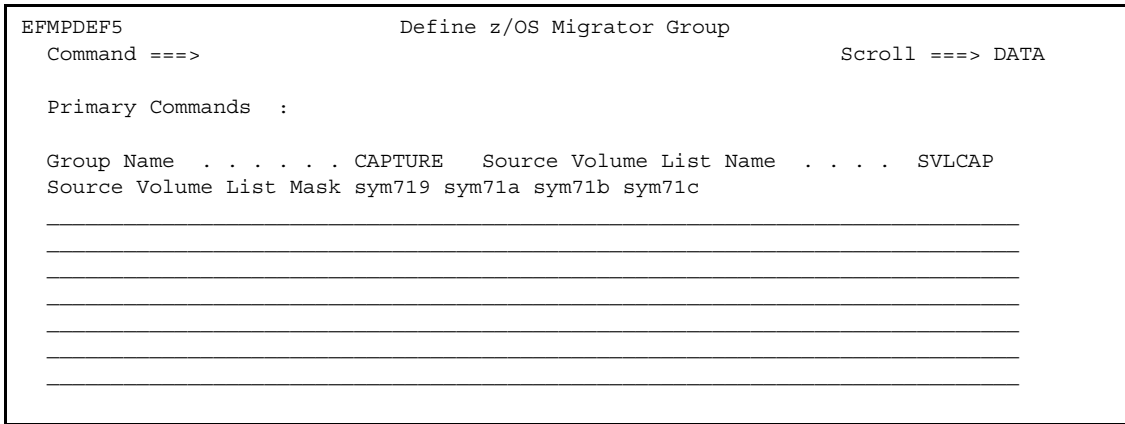 EFMPDEF5 Define z/OS Migrator Group
Command ===> Scroll ===> DATA
Primary Commands :
Group Name . . . . . . CAPTURE Source Volume List Name . . . . SVLCAP
Source Volume List Mask sym719 sym71a sym71b sym71c